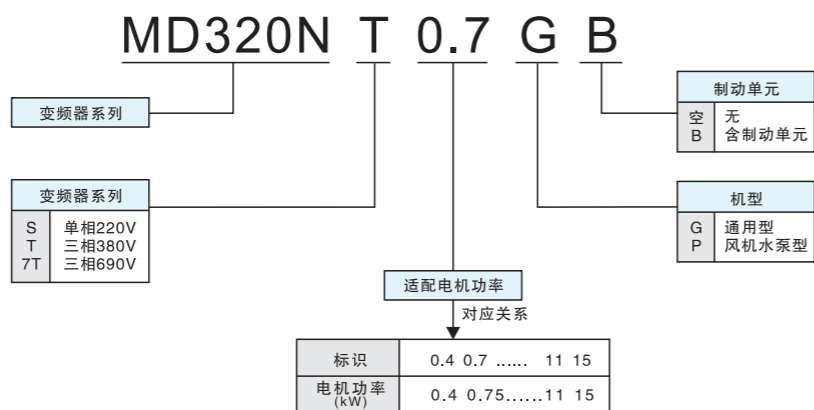 MD320N T 0.7 G B
变频器系列
变频器系列
S 单相220V
T 三相380V
7T 三相690V
制动单元
空 无
B 含制动单元
机型
G 通用型
P 风机水泵型
适配电机功率
对应关系
标识 0.4 0.7 ...... 11 15
电机功率 (kW) 0.4 0.75......11 15